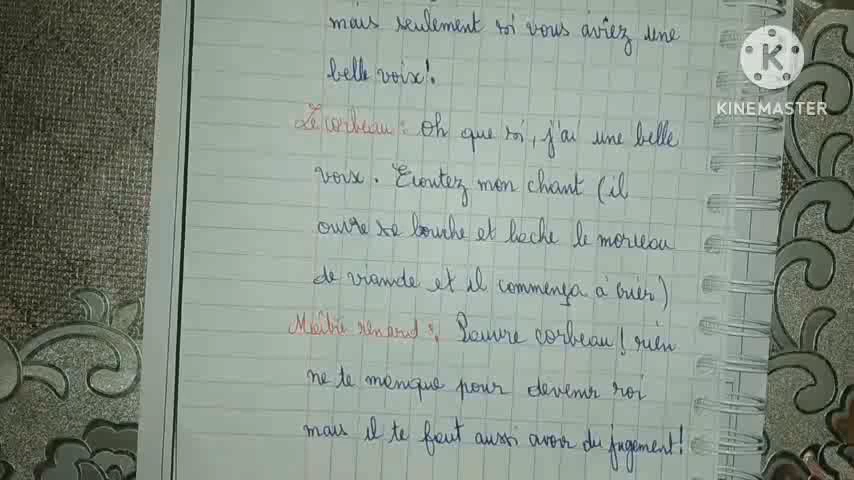 mais seulement si vous aviez une
belle voix!
Le corbeau: Oh que si, j'ai une belle
voix. Ecoutez mon chant (il
ouvre se bouche et lache le morceau
de viande et il commença à crier)
Maître renard: Pauvre corbeau! rien
ne te manque pour devenir roi
mais il te faut aussi avoir du jugement!
K
KINEMASTER